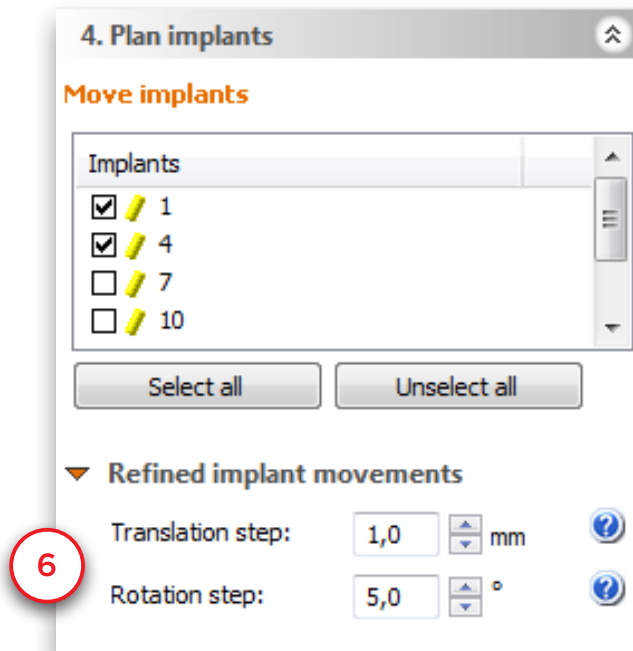 4. Plan implants
Move implants
Implants
1
4
7
10
Select all
Unselect all
Refined implant movements
Translation step: 1,0 mm
6
Rotation step: 5,0 °